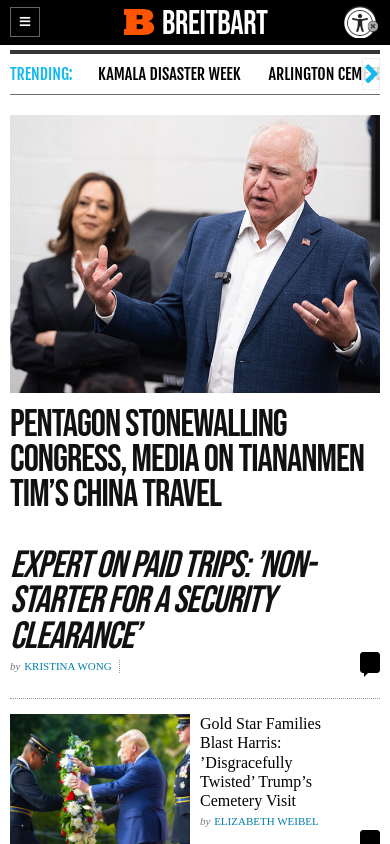 BREITBART
TRENDING:
KAMALA DISASTER WEEK
ARLINGTON CEM
PENTAGON STONEWALLING
CONGRESS, MEDIA ON TIANANMEN
TIM’S CHINA TRAVEL
EXPERT ON PAID TRIPS: ’NON-
STARTER FOR A SECURITY
CLEARANCE’
by KRISTINA WONG
Gold Star Families
Blast Harris:
’Disgracefully
Twisted’ Trump’s
Cemetery Visit
by ELIZABETH WEIBEL